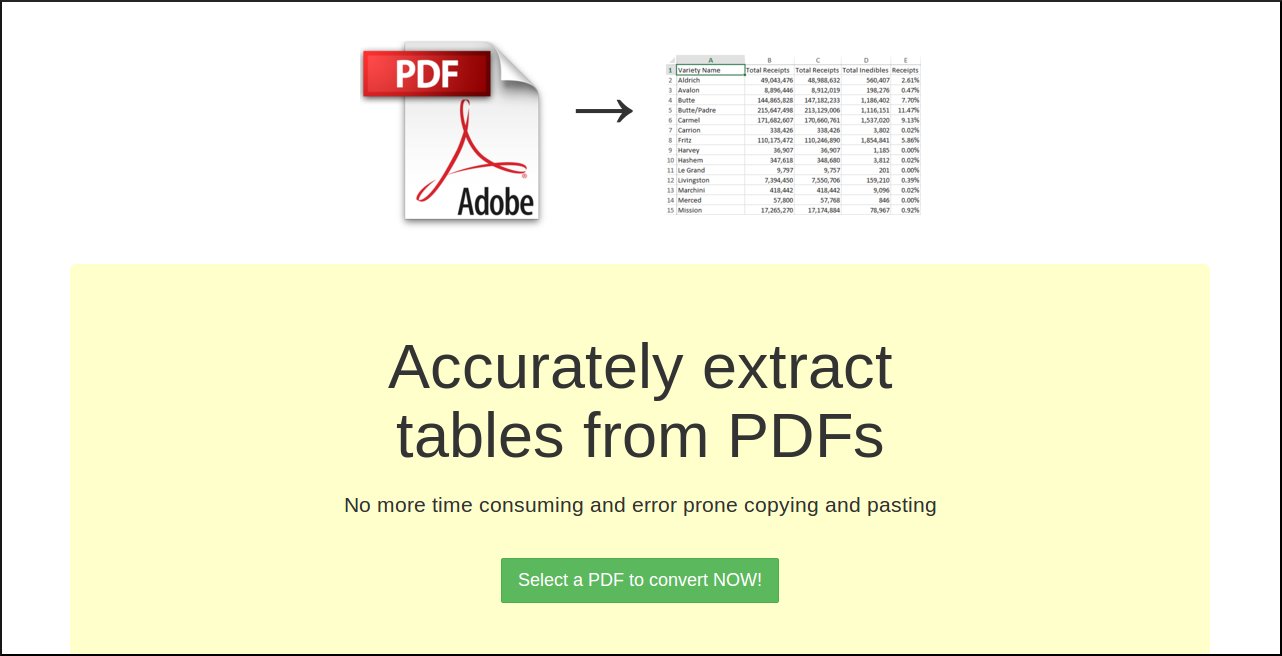 PDF
Adobe
A B C D E
1 Variety Name Total Receipts Total Receipts Total Inedibles Receipts
2 Aldrich 49,043,476 48,988,632 560,407 2.61%
3 Avalon 8,896,446 8,912,019 198,276 0.47%
4 Butte 144,865,828 147,182,233 1,186,402 7.70%
5 Butte/Padre 215,647,498 213,129,006 1,116,151 11.47%
6 Carmel 171,682,607 170,660,761 1,537,020 9.13%
7 Carrion 338,426 338,426 3,802 0.02%
8 Fritz 110,175,472 110,246,890 1,854,841 5.86%
9 Harvey 36,907 36,907 1,185 0.00%
10 Hashem 347,618 348,680 3,812 0.02%
11 Le Grand 9,797 9,757 201 0.00%
12 Livingston 7,394,450 7,550,706 159,210 0.39%
13 Marchini 418,442 418,442 9,096 0.02%
14 Merced 57,800 57,768 846 0.00%
15 Mission 17,265,270 17,174,884 78,967 0.92%
Accurately extract
tables from PDFs
No more time consuming and error prone copying and pasting
Select a PDF to convert NOW!